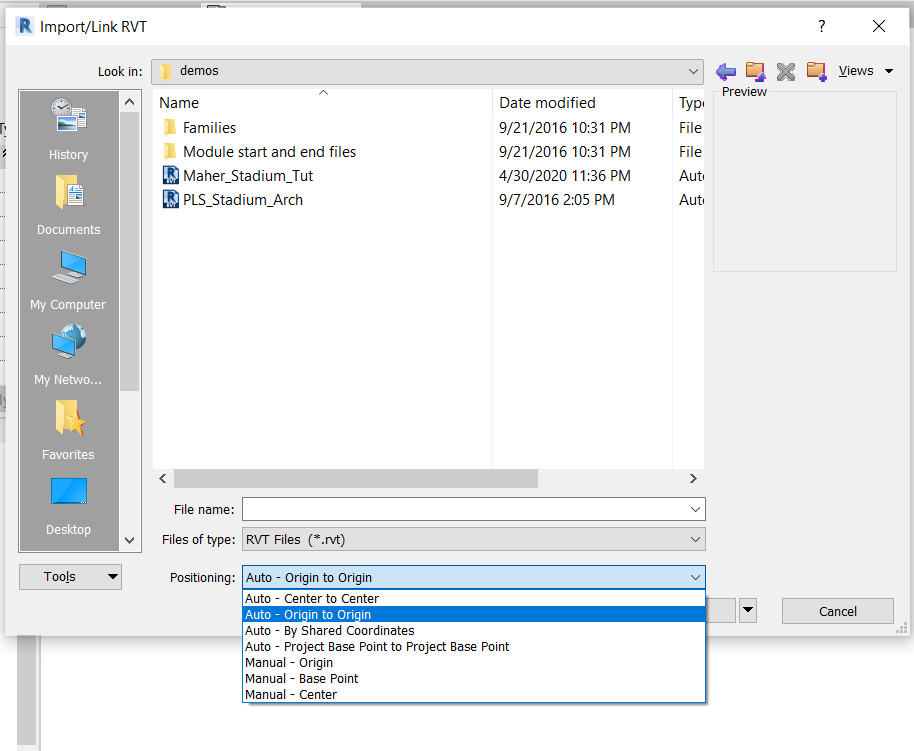 Import/Link RVT
?
Look in:
demos
Views
Preview
History
Documents
My Computer
My Netwo...
Favorites
Desktop
Name Date modified Type
Families 9/21/2016 10:31 PM File
Module start and end files 9/21/2016 10:31 PM File
Maher_Stadium_Tut 4/30/2020 11:36 PM Auto
PLS_Stadium_Arch 9/7/2016 2:05 PM Auto
File name:
Files of type: RVT Files (*.rvt)
Tools
Positioning: Auto - Origin to Origin
Auto - Center to Center
Auto - Origin to Origin
Auto - By Shared Coordinates
Auto - Project Base Point to Project Base Point
Manual - Origin
Manual - Base Point
Manual - Center
Cancel